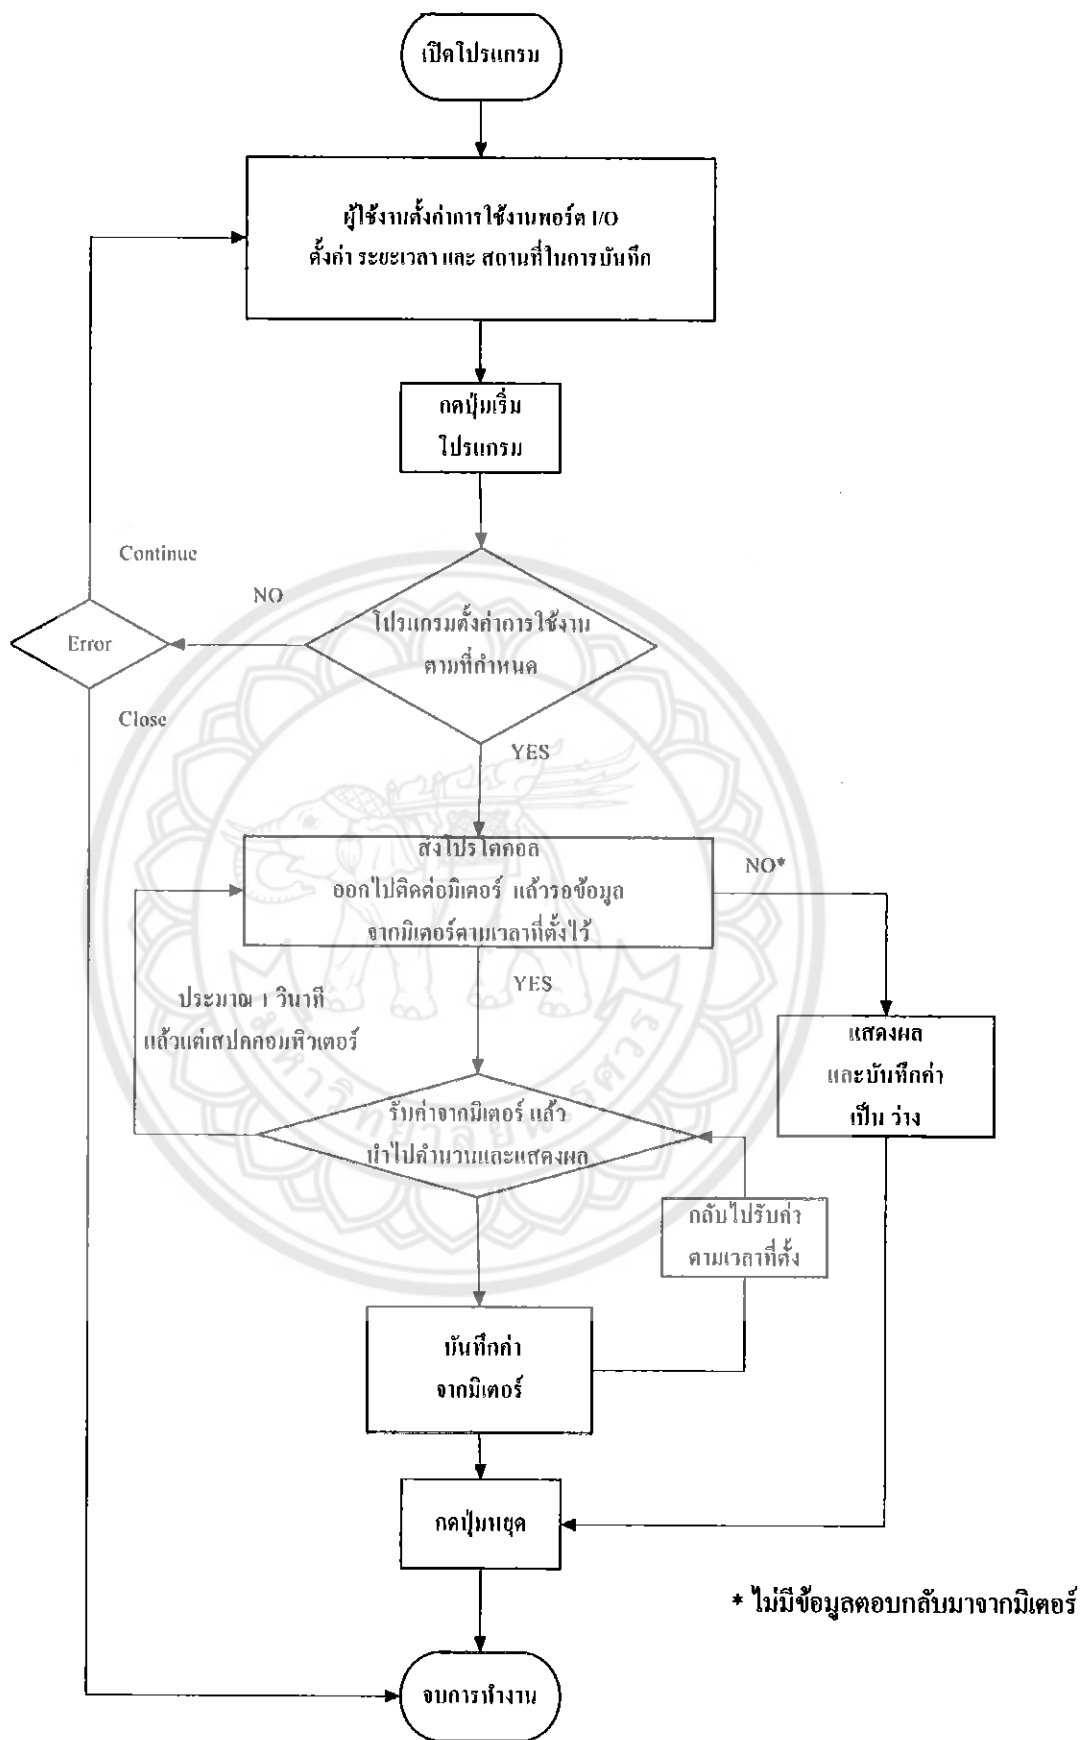 เปิดโปรแกรม
ผู้ใช้งานตั้งค่าการใช้งานพอร์ต I/O
ตั้งค่า ระยะเวลา และ สถานที่ในการบันทึก
กดปุ่มเริ่ม
โปรแกรม
Continue
NO
โปรแกรมตั้งค่าการใช้งาน
ตามที่กำหนด
Error
Close
YES
ส่งโปรโตคอล
ออกไปติดต่อมิเตอร์ แล้วรอข้อมูล
จากมิเตอร์ตามเวลาที่ตั้งไว้
NO*
YES
ประมาณ 1 วินาที
แล้วแต่สเปคคอมพิวเตอร์
แสดงผล
และบันทึกค่า
เป็น ว่าง
รับค่าจากมิเตอร์ แล้ว
นำไปคำนวนและแสดงผล
กลับไปรับค่า
ตามเวลาที่ตั้ง
บันทึกค่า
จากมิเตอร์
กดปุ่มหยุด
* ไม่มีข้อมูลตอบกลับมาจากมิเตอร์
จบการทำงาน